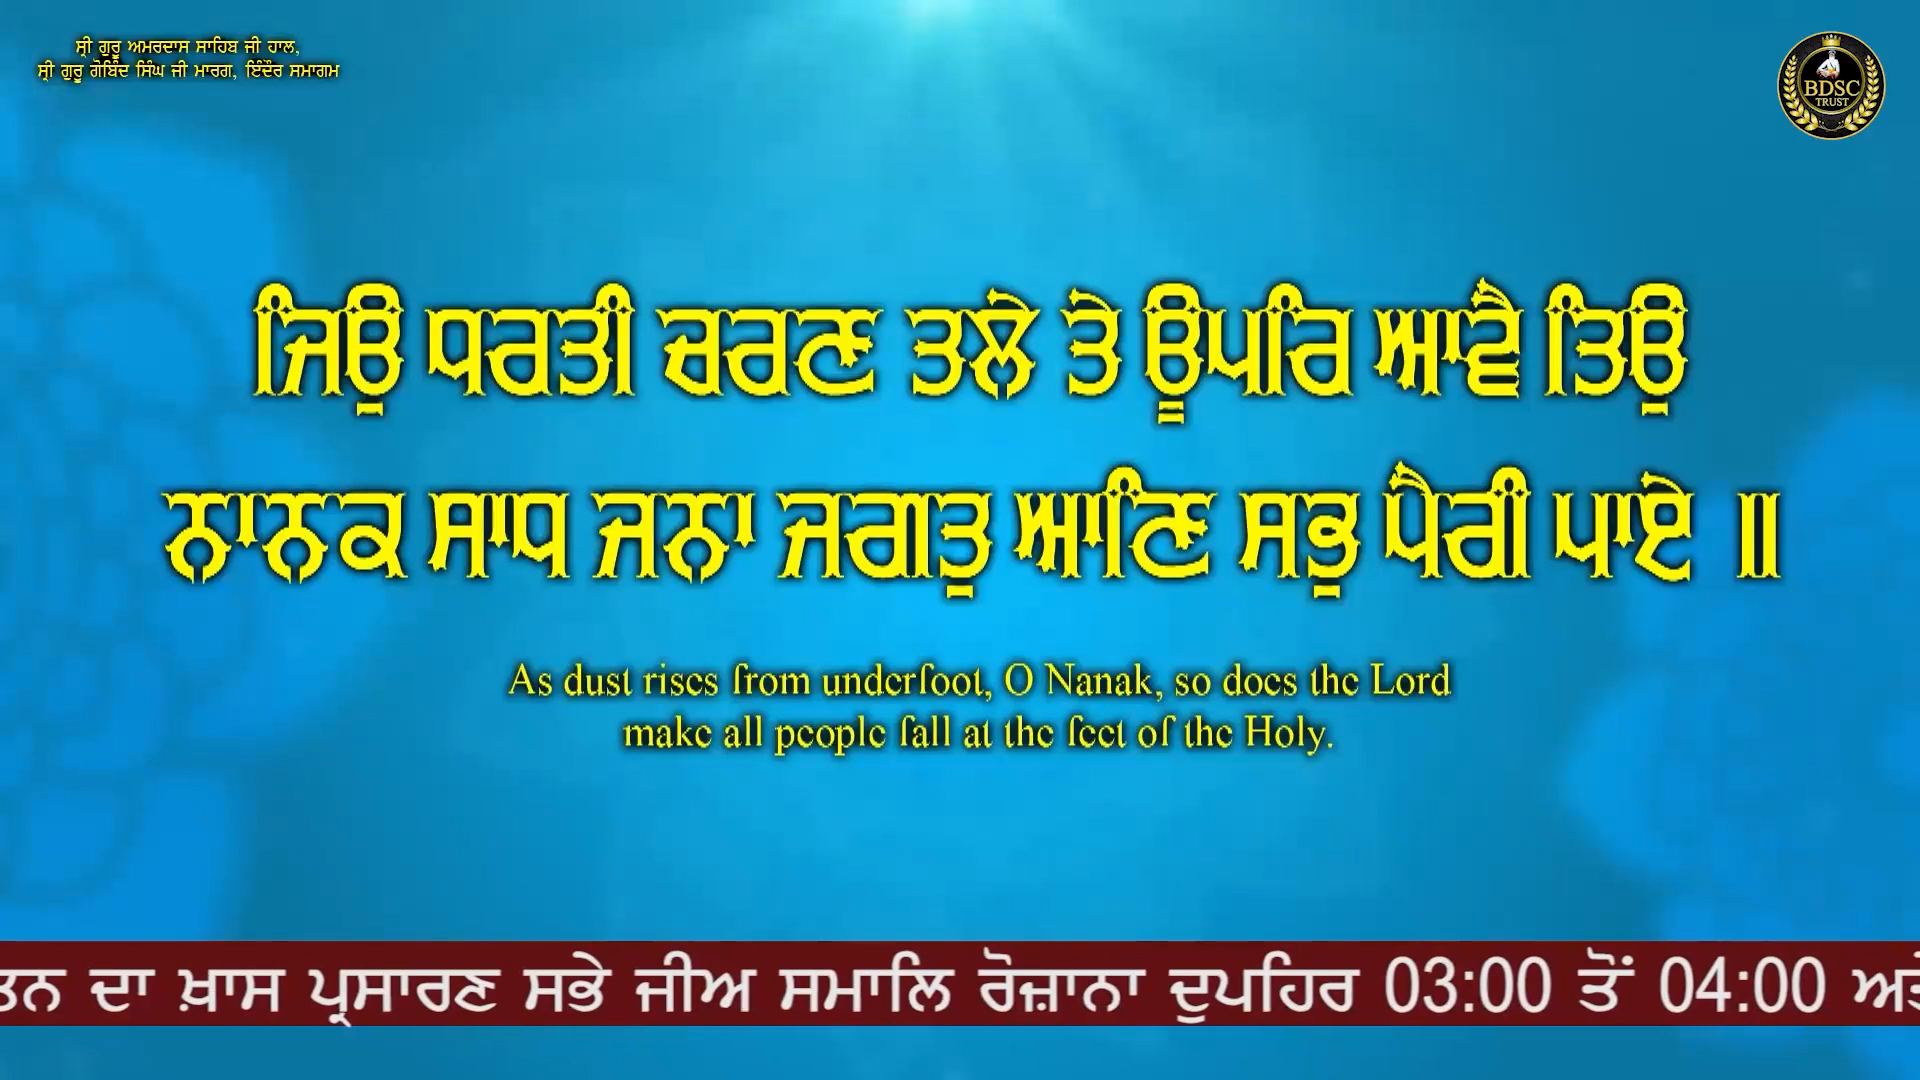 ਸ੍ਰੀ ਗੁਰੂ ਅਮਰਦਾਸ ਸਾਹਿਬ ਜੀ ਹਾਲ,
ਸ੍ਰੀ ਗੁਰੂ ਗੋਬਿੰਦ ਸਿੰਘ ਜੀ ਮਾਰਗ, ਇੰਦੌਰ ਸਮਾਗਮ
BDSC
TRUST
ਜਿਉ ਧਰਤੀ ਚਰਣ ਤਲੇ ਤੇ ਊਪਰਿ ਆਵੈ ਤਿਉ
ਨਾਨਕ ਸਾਧ ਜਨਾ ਜਗਤੁ ਆਣਿ ਸਭੁ ਪੈਰੀ ਪਾਏ ॥
As dust rises from underfoot, O Nanak, so does the Lord
make all people fall at the feet of the Holy.
ਤਨ ਦਾ ਖ਼ਾਸ ਪ੍ਰਸਾਰਣ ਸਭੇ ਜੀਅ ਸਮਾਲਿ ਰੋਜ਼ਾਨਾ ਦੁਪਹਿਰ 03:00 ਤੋਂ 04:00